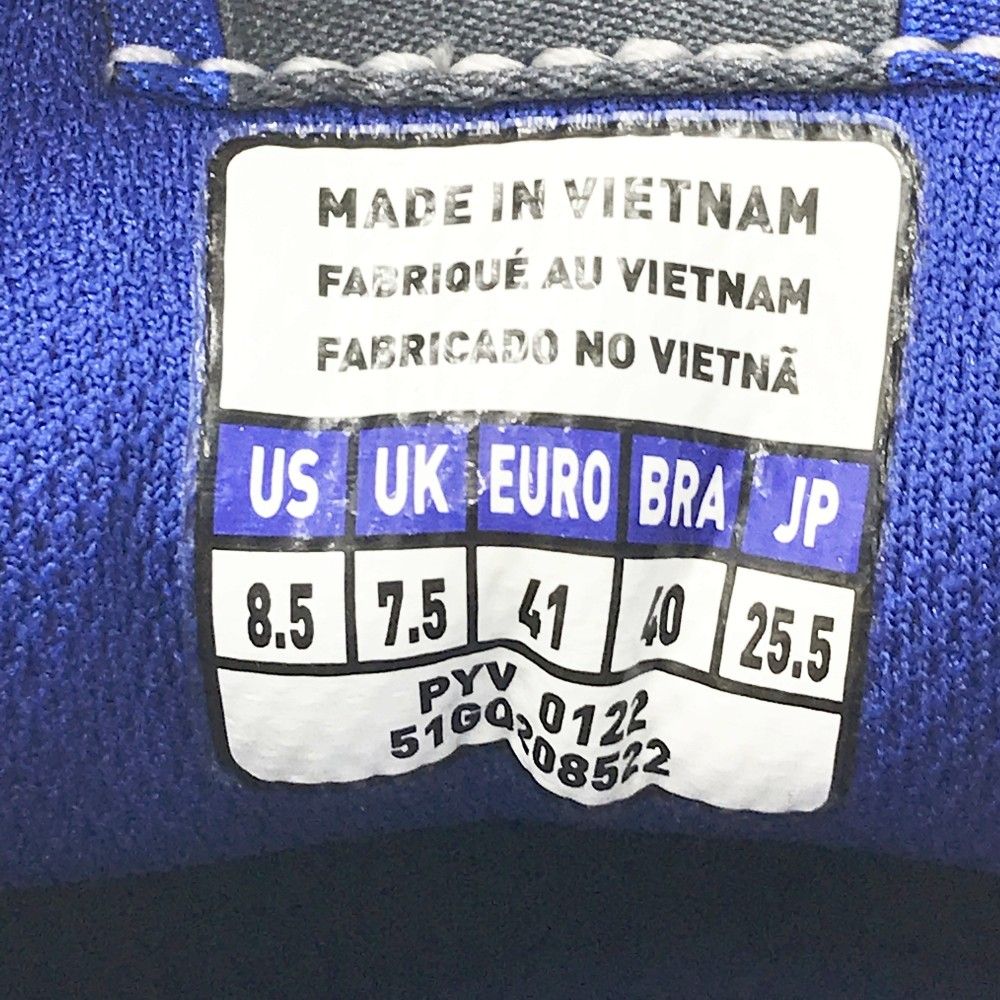 MADE IN VIETNAM
FABRIQUÉ AU VIETNAM
FABRICADO NO VIETNÃ
US UK EURO BRA JP
8.5 7.5 41 40 25.5
PYV 0122